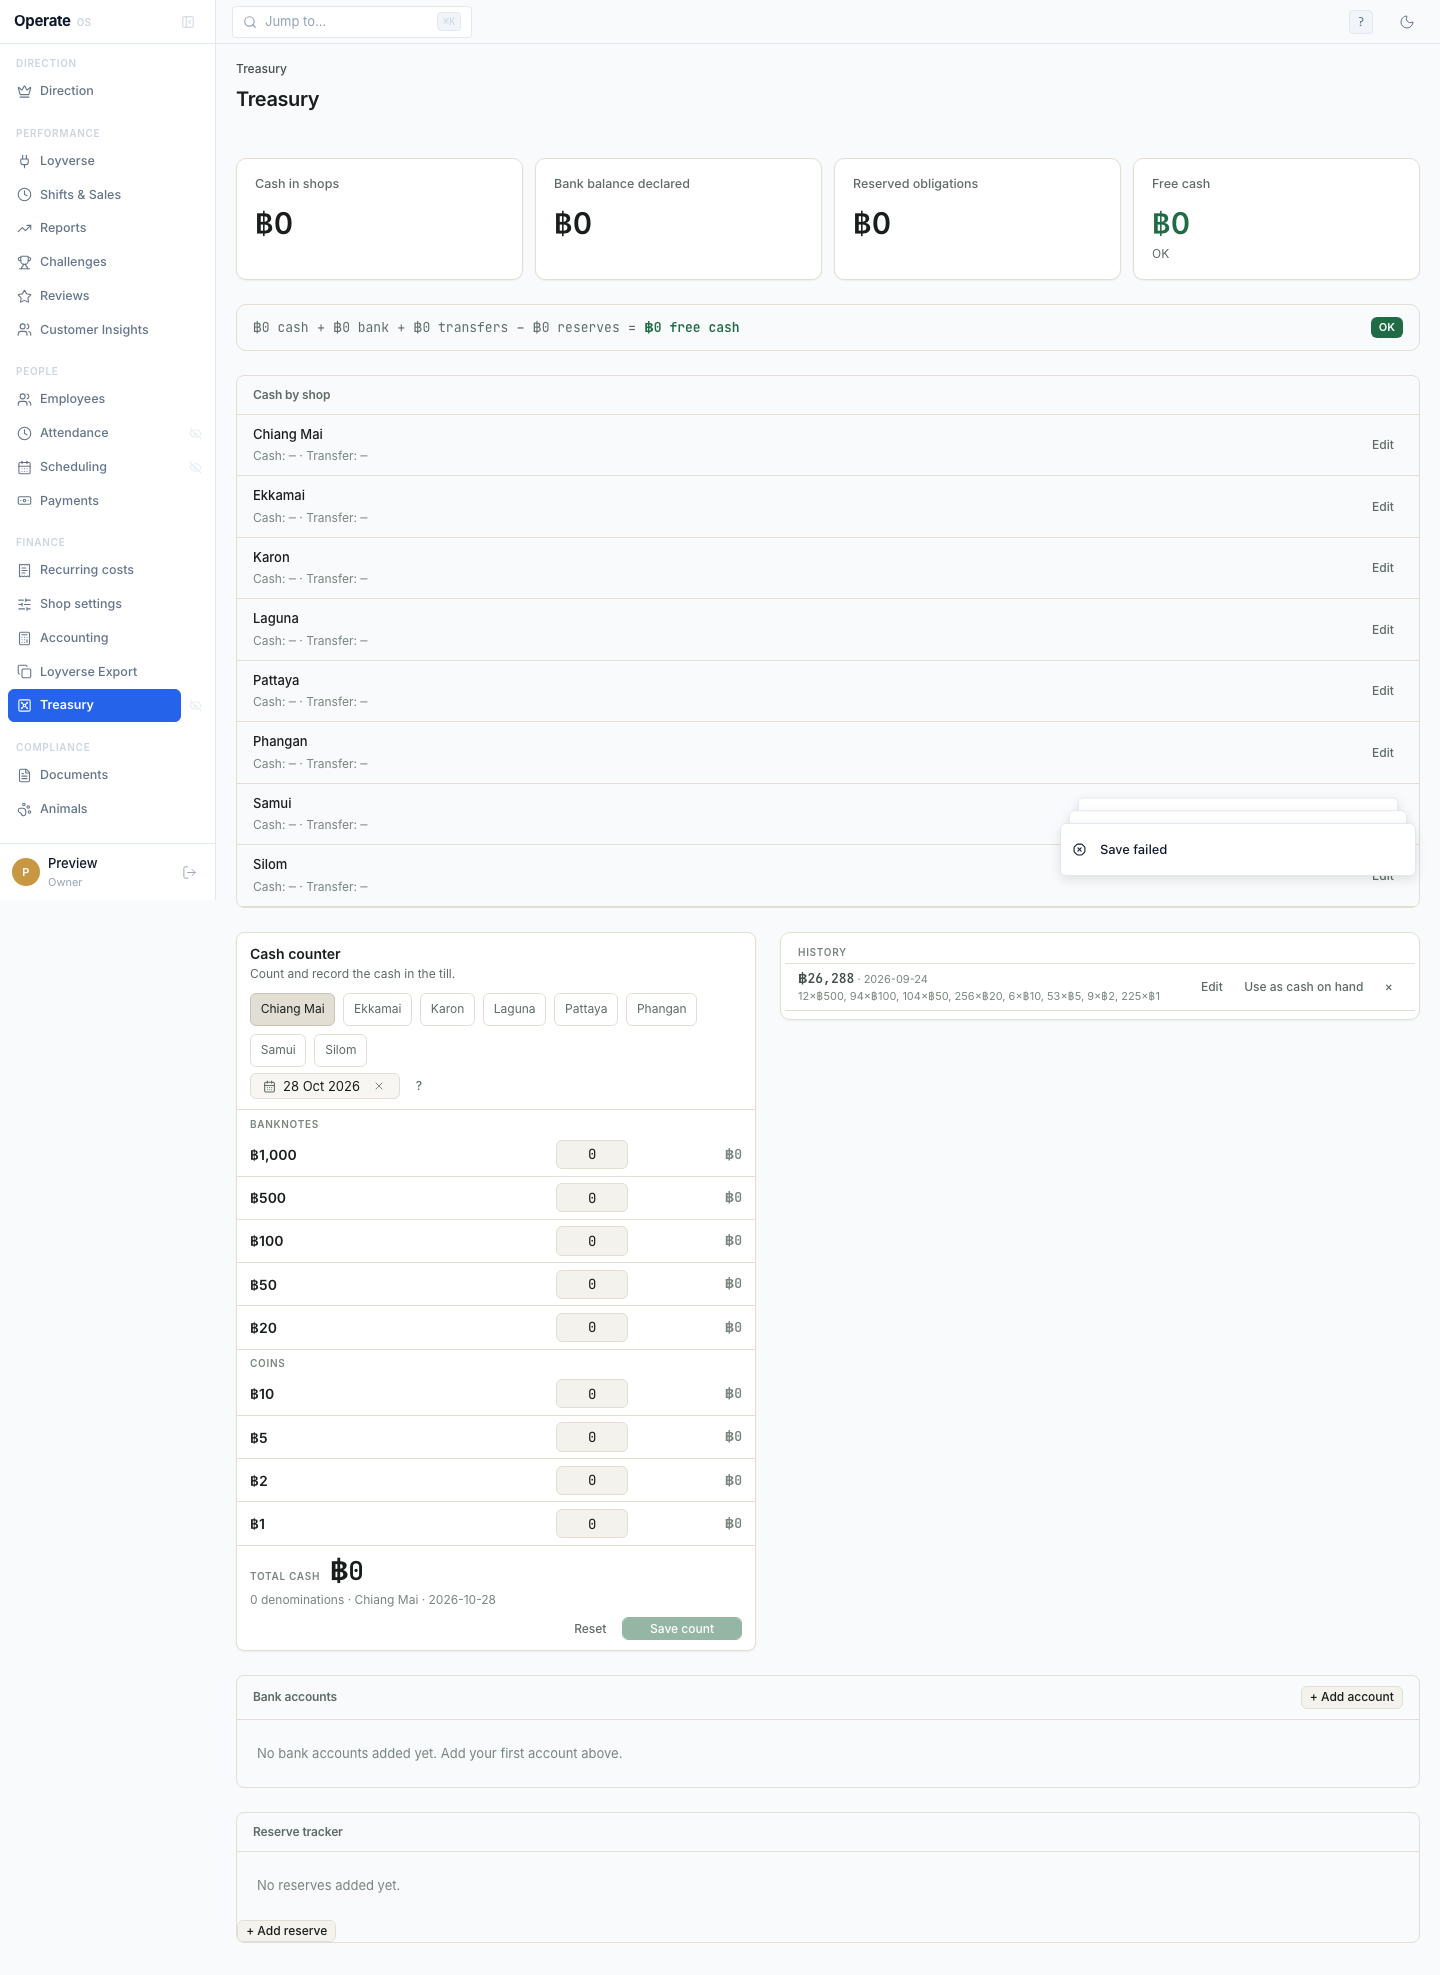 Operate OS
Jump to...
⌘K
?
DIRECTION
Direction
PERFORMANCE
Loyverse
Shifts & Sales
Reports
Challenges
Reviews
Customer Insights
PEOPLE
Employees
Attendance
Scheduling
Payments
FINANCE
Recurring costs
Shop settings
Accounting
Loyverse Export
Treasury
COMPLIANCE
Documents
Animals
P
Preview
Owner
Treasury
Treasury
Cash in shops
฿0
Bank balance declared
฿0
Reserved obligations
฿0
Free cash
฿0
OK
฿0 cash + ฿0 bank + ฿0 transfers – ฿0 reserves = ฿0 free cash
OK
Cash by shop
Chiang Mai
Cash: — · Transfer: —
Edit
Ekkamai
Cash: — · Transfer: —
Edit
Karon
Cash: — · Transfer: —
Edit
Laguna
Cash: — · Transfer: —
Edit
Pattaya
Cash: — · Transfer: —
Edit
Phangan
Cash: — · Transfer: —
Edit
Samui
Cash: — · Transfer: —
Silom
Cash: — · Transfer: —
Edit
Save failed
Cash counter
Count and record the cash in the till.
Chiang Mai Ekkamai Karon Laguna Pattaya Phangan
Samui Silom
28 Oct 2026 × ?
BANKNOTES
฿1,000 0 ฿0
฿500 0 ฿0
฿100 0 ฿0
฿50 0 ฿0
฿20 0 ฿0
COINS
฿10 0 ฿0
฿5 0 ฿0
฿2 0 ฿0
฿1 0 ฿0
TOTAL CASH ฿0
0 denominations · Chiang Mai · 2026-10-28
Reset Save count
HISTORY
฿26,288 · 2026-09-24
12×฿500, 94×฿100, 104×฿50, 256×฿20, 6×฿10, 53×฿5, 9×฿2, 225×฿1
Edit Use as cash on hand ×
Bank accounts
+ Add account
No bank accounts added yet. Add your first account above.
Reserve tracker
No reserves added yet.
+ Add reserve